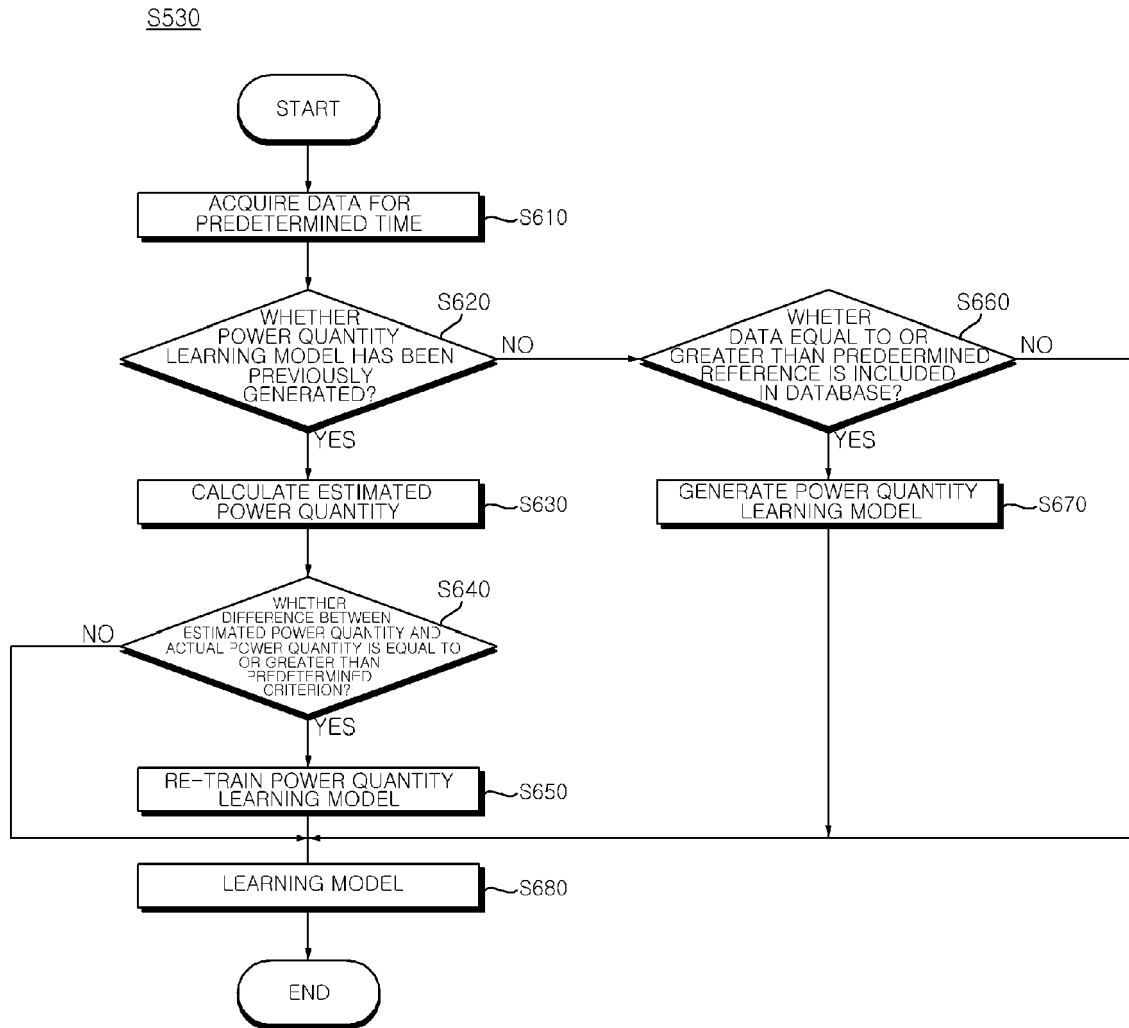 S530
START
ACQUIRE DATA FOR
PREDETERMINED TIME
S610
S620
WHETHER
POWER QUANTITY
LEARNING MODEL HAS BEEN
PREVIOUSLY
GENERATED?
NO
YES
S660
WHETER
DATA EQUAL TO OR
GREATER THAN PREDEERMINED
REFERENCE IS INCLUDED
IN DATABASE?
NO
YES
CALCULATE ESTIMATED
POWER QUANTITY
S630
GENERATE POWER QUANTITY
LEARNING MODEL
S670
S640
WHETHER
DIFFERENCE BETWEEN
ESTIMATED POWER QUANTITY AND
ACTUAL POWER QUANTITY IS EQUAL TO
OR GREATER THAN
PREDETERMINED
CRITERION?
NO
YES
RE-TRAIN POWER QUANTITY
LEARNING MODEL
S650
LEARNING MODEL
S680
END